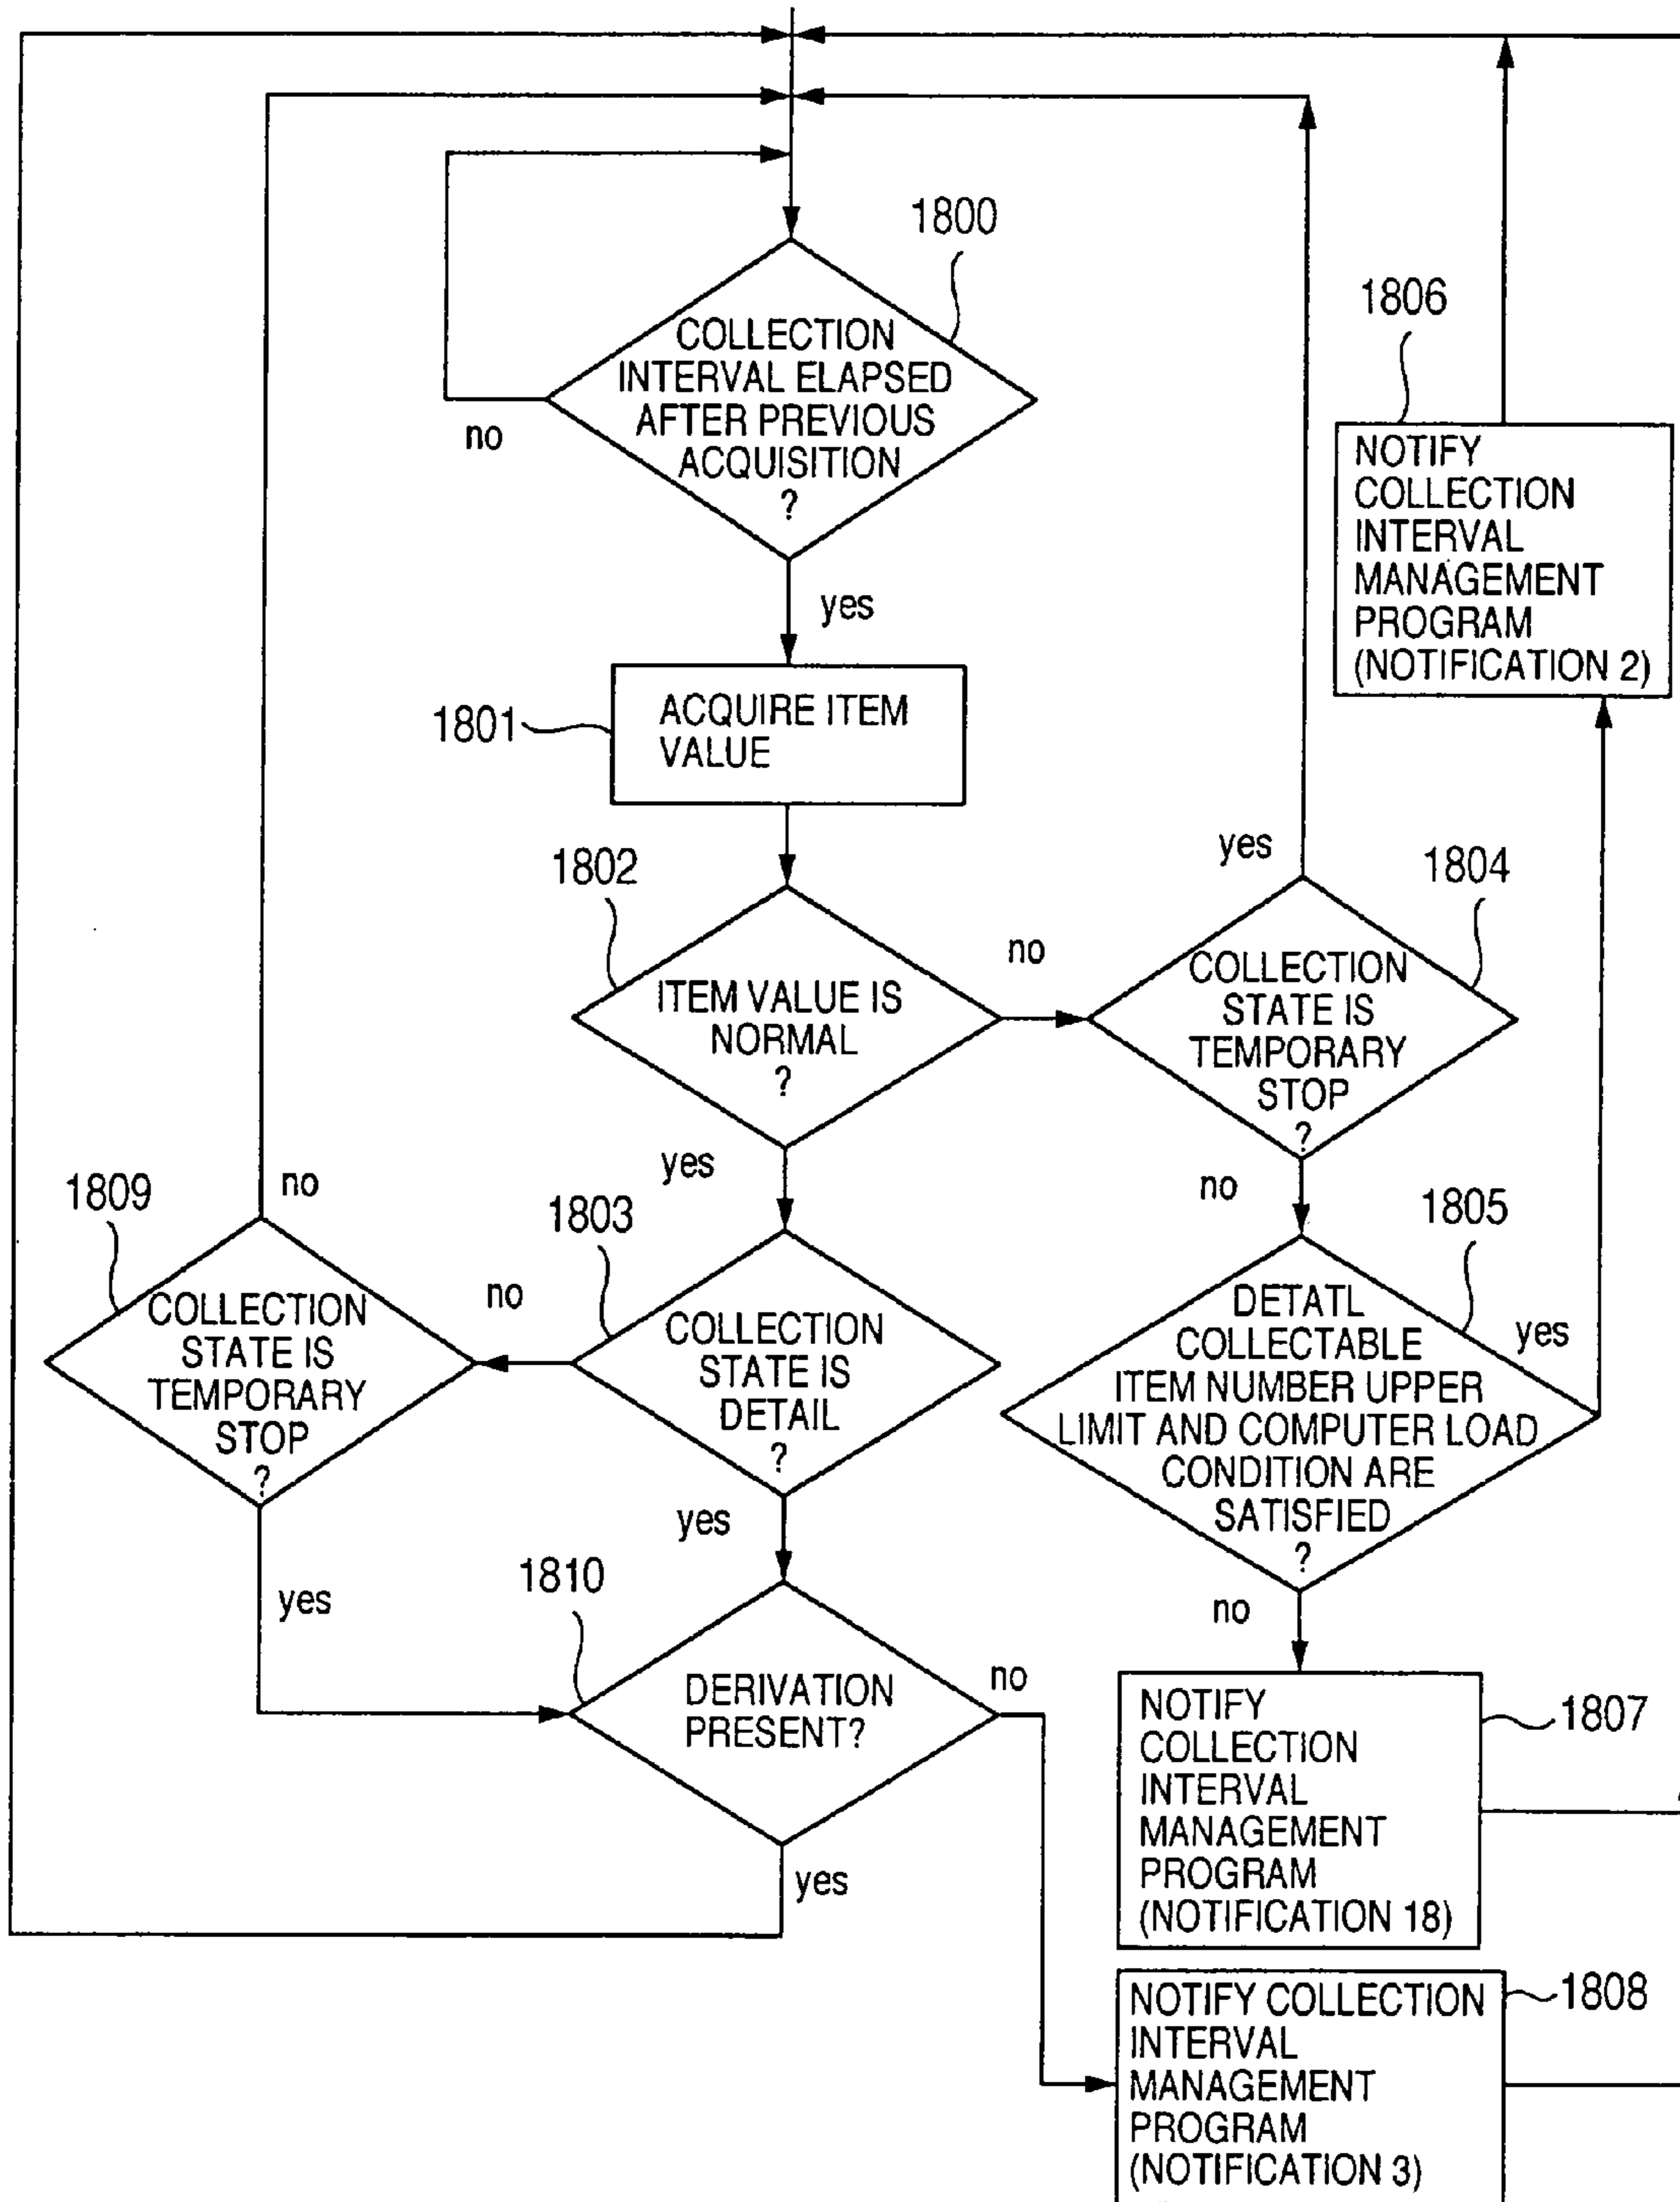 1800
COLLECTION
INTERVAL ELAPSED
AFTER PREVIOUS
ACQUISITION
?
no
yes
1806
NOTIFY
COLLECTION
INTERVAL
MANAGEMENT
PROGRAM
(NOTIFICATION 2)
1801
ACQUIRE ITEM
VALUE
1802
ITEM VALUE IS
NORMAL
?
no
yes
yes
1804
COLLECTION
STATE IS
TEMPORARY
STOP
?
no
1809
no
COLLECTION
STATE IS
TEMPORARY
STOP
?
yes
1803
no
COLLECTION
STATE IS
DETAIL
?
yes
1805
DETATL
COLLECTABLE
ITEM NUMBER UPPER
LIMIT AND COMPUTER LOAD
CONDITION ARE
SATISFIED
?
yes
no
1810
DERIVATION
PRESENT?
no
yes
NOTIFY
COLLECTION
INTERVAL
MANAGEMENT
PROGRAM
(NOTIFICATION 18)
1807
NOTIFY COLLECTION
INTERVAL
MANAGEMENT
PROGRAM
(NOTIFICATION 3)
1808